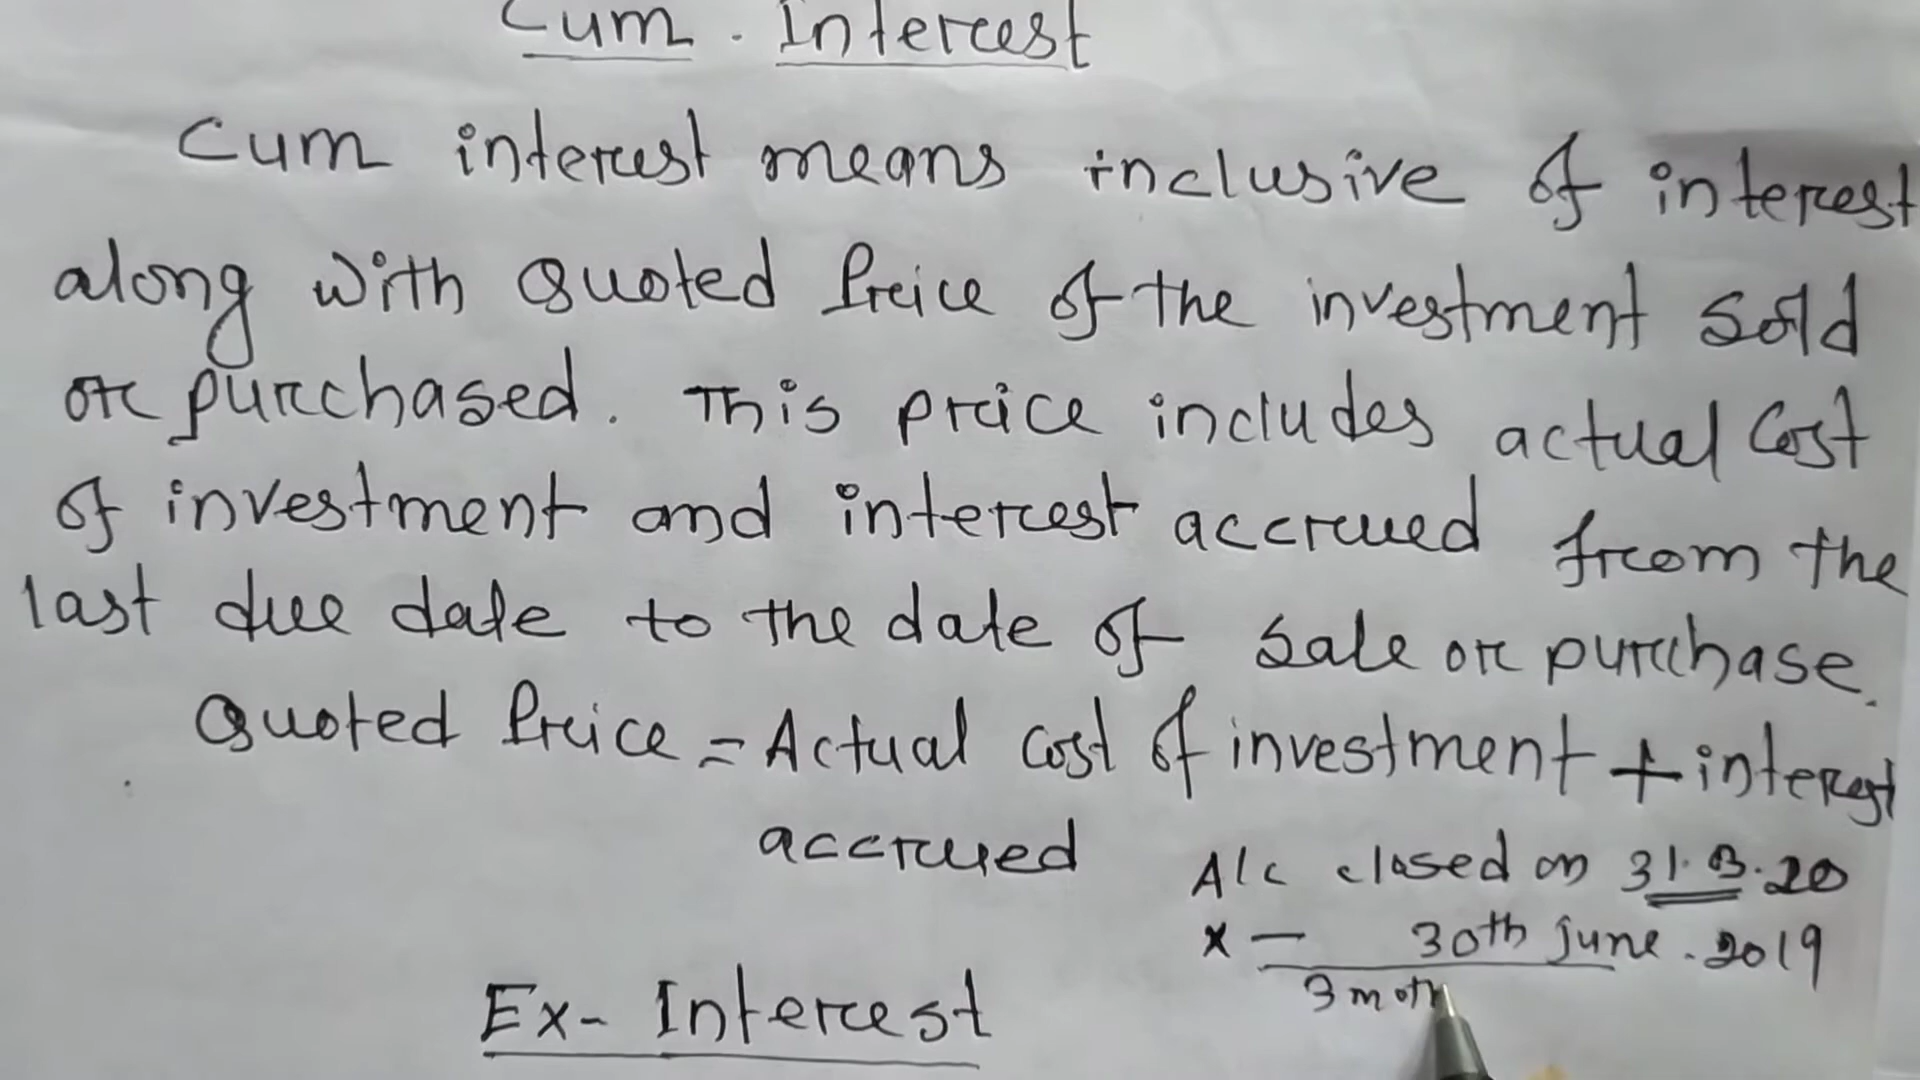 Cum. Interest
Cum interest means inclusive of interest
along with quoted Price of the investment sold
or purchased. This price includes actual Cost
of investment and interest accrued from the
last due date to the date of sale or purchase.
Quoted Price = Actual cost of investment + interest
accrued
A/c closed on 31.3.20
x — 30th june. 2019
3 mo
Ex- Interest